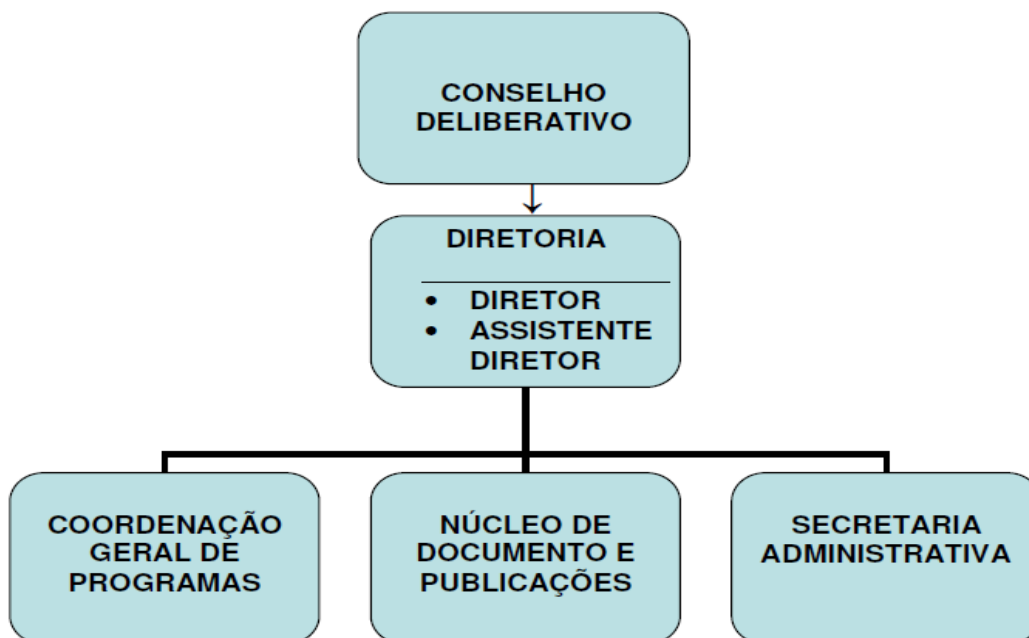 CONSELHO
DELIBERATIVO
DIRETORIA
• DIRETOR
• ASSISTENTE
DIRETOR
COORDENAÇÃO
GERAL DE
PROGRAMAS
NÚCLEO DE
DOCUMENTO E
PUBLICAÇÕES
SECRETARIA
ADMINISTRATIVA